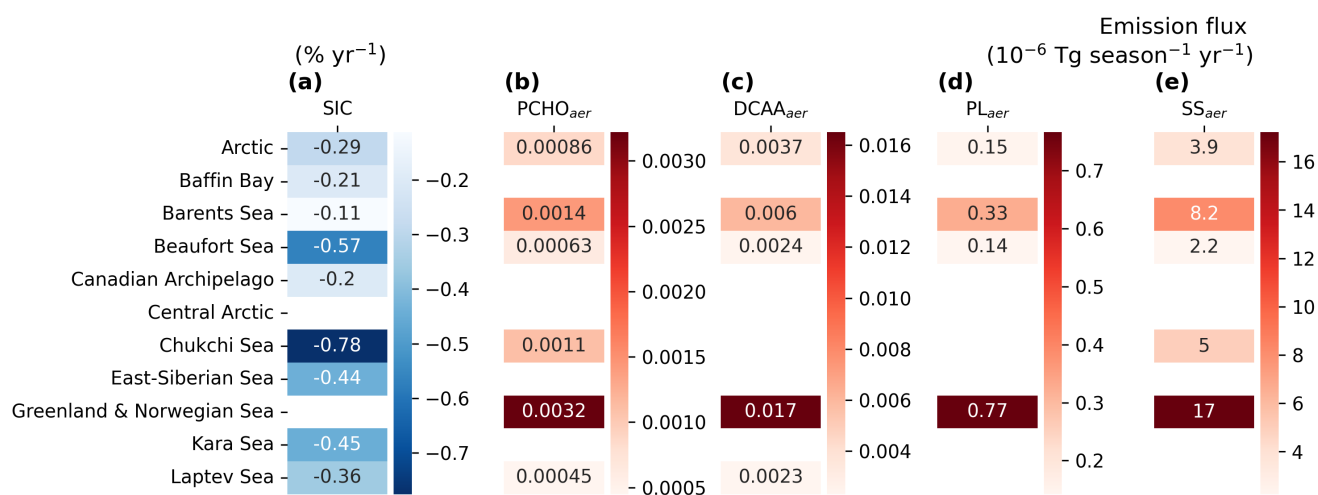 Emission flux
(% yr⁻¹) (10⁻⁶ Tg season⁻¹ yr⁻¹)
(a) (b) (c) (d) (e)
SIC PCHOₐₑᵣ DCAAₐₑᵣ PLₐₑᵣ SSₐₑᵣ
Arctic -0.29 0.00086 0.0037 0.15 3.9
Baffin Bay -0.21
Barents Sea -0.11 0.0014 0.006 0.33 8.2
Beaufort Sea -0.57 0.00063 0.0024 0.14 2.2
Canadian Archipelago -0.2
Central Arctic
Chukchi Sea -0.78 0.0011 5
East-Siberian Sea -0.44
Greenland & Norwegian Sea 0.0032 0.017 0.77 17
Kara Sea -0.45
Laptev Sea -0.36 0.00045 0.0023
−0.2
−0.3
−0.4
−0.5
−0.6
−0.7
0.0030
0.0025
0.0020
0.0015
0.0010
0.0005
0.016
0.014
0.012
0.010
0.008
0.006
0.004
0.7
0.6
0.5
0.4
0.3
0.2
16
14
12
10
8
6
4